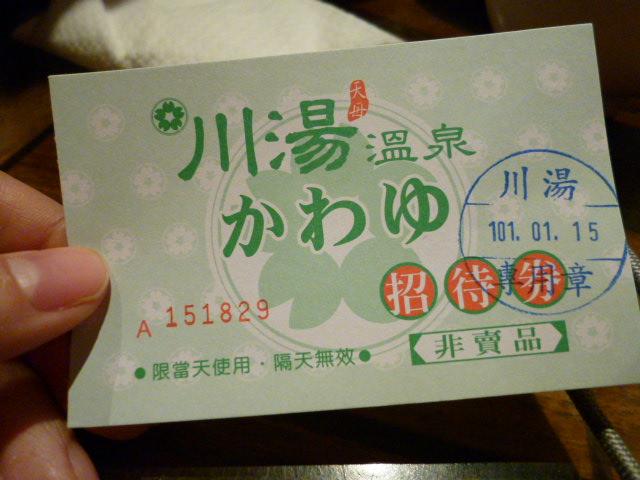 天母
川湯溫泉
かわゆ
川湯
101.01.15
專用章
招待券
A 151829
非賣品
●限當天使用·隔天無效●